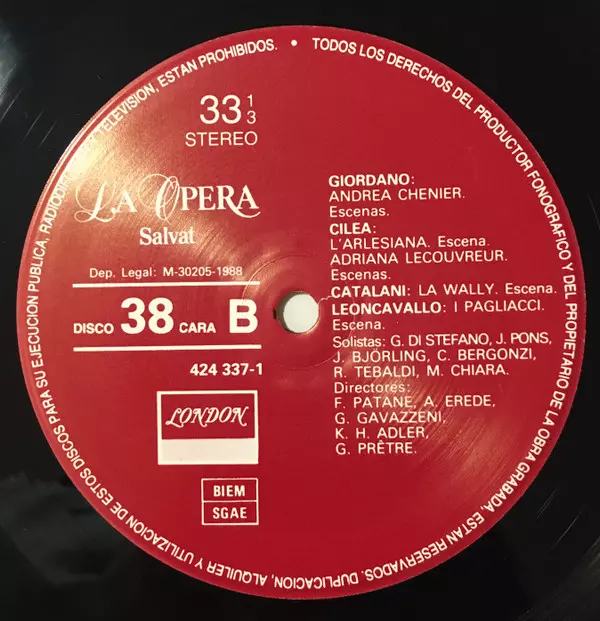 TODOS LOS DERECHOS DEL PRODUCTOR FONOGRAFICO Y DEL PROPIETARIO DE LA OBRA GRABADA, ESTAN RESERVADOS. DUPLICACION, ALQUILER Y UTILIZACION DE ESTOS DISCOS PARA SU EJECUCION PUBLICA, RADIODI TELEVISION, ESTAN PROHIBIDOS. •
33 1/3
STEREO
LA OPERA
Salvat
Dep. Legal: M-30205-1988
DISCO 38 CARA B
424 337-1
LONDON
BIEM
SGAE
GIORDANO:
ANDREA CHENIER.
Escenas.
CILEA:
L'ARLESIANA. Escena.
ADRIANA LECOUVREUR.
Escenas.
CATALANI: LA WALLY. Escena.
LEONCAVALLO: I PAGLIACCI.
Escena.
Solistas: G. DI STEFANO, J. PONS,
J. BJÖRLING, C. BERGONZI,
R. TEBALDI, M. CHIARA.
Directores:
F. PATANE, A. EREDE,
G. GAVAZZENI,
K. H. ADLER,
G. PRÊTRE.